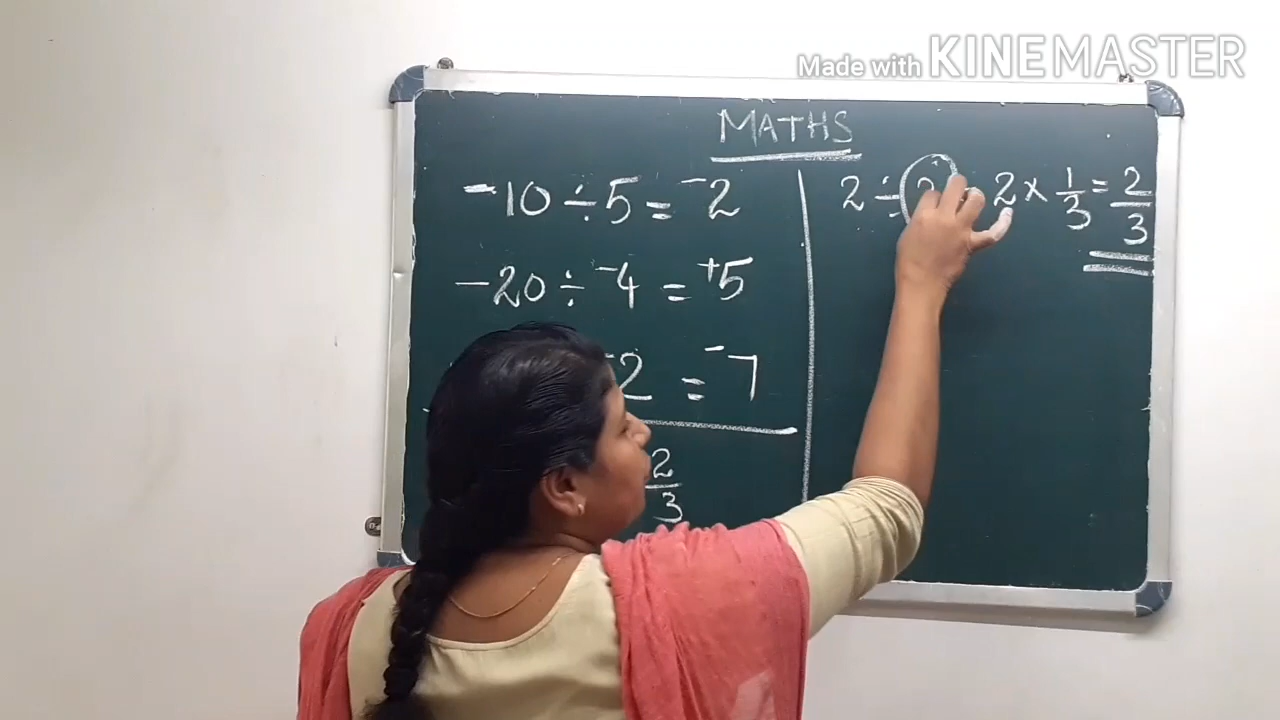 Made with KINEMASTER
MATHS
-10 ÷ 5 = -2
-20 ÷ -4 = +5
-2 = -7
2/3
2 ÷ 2 × 1/3 = 2/3